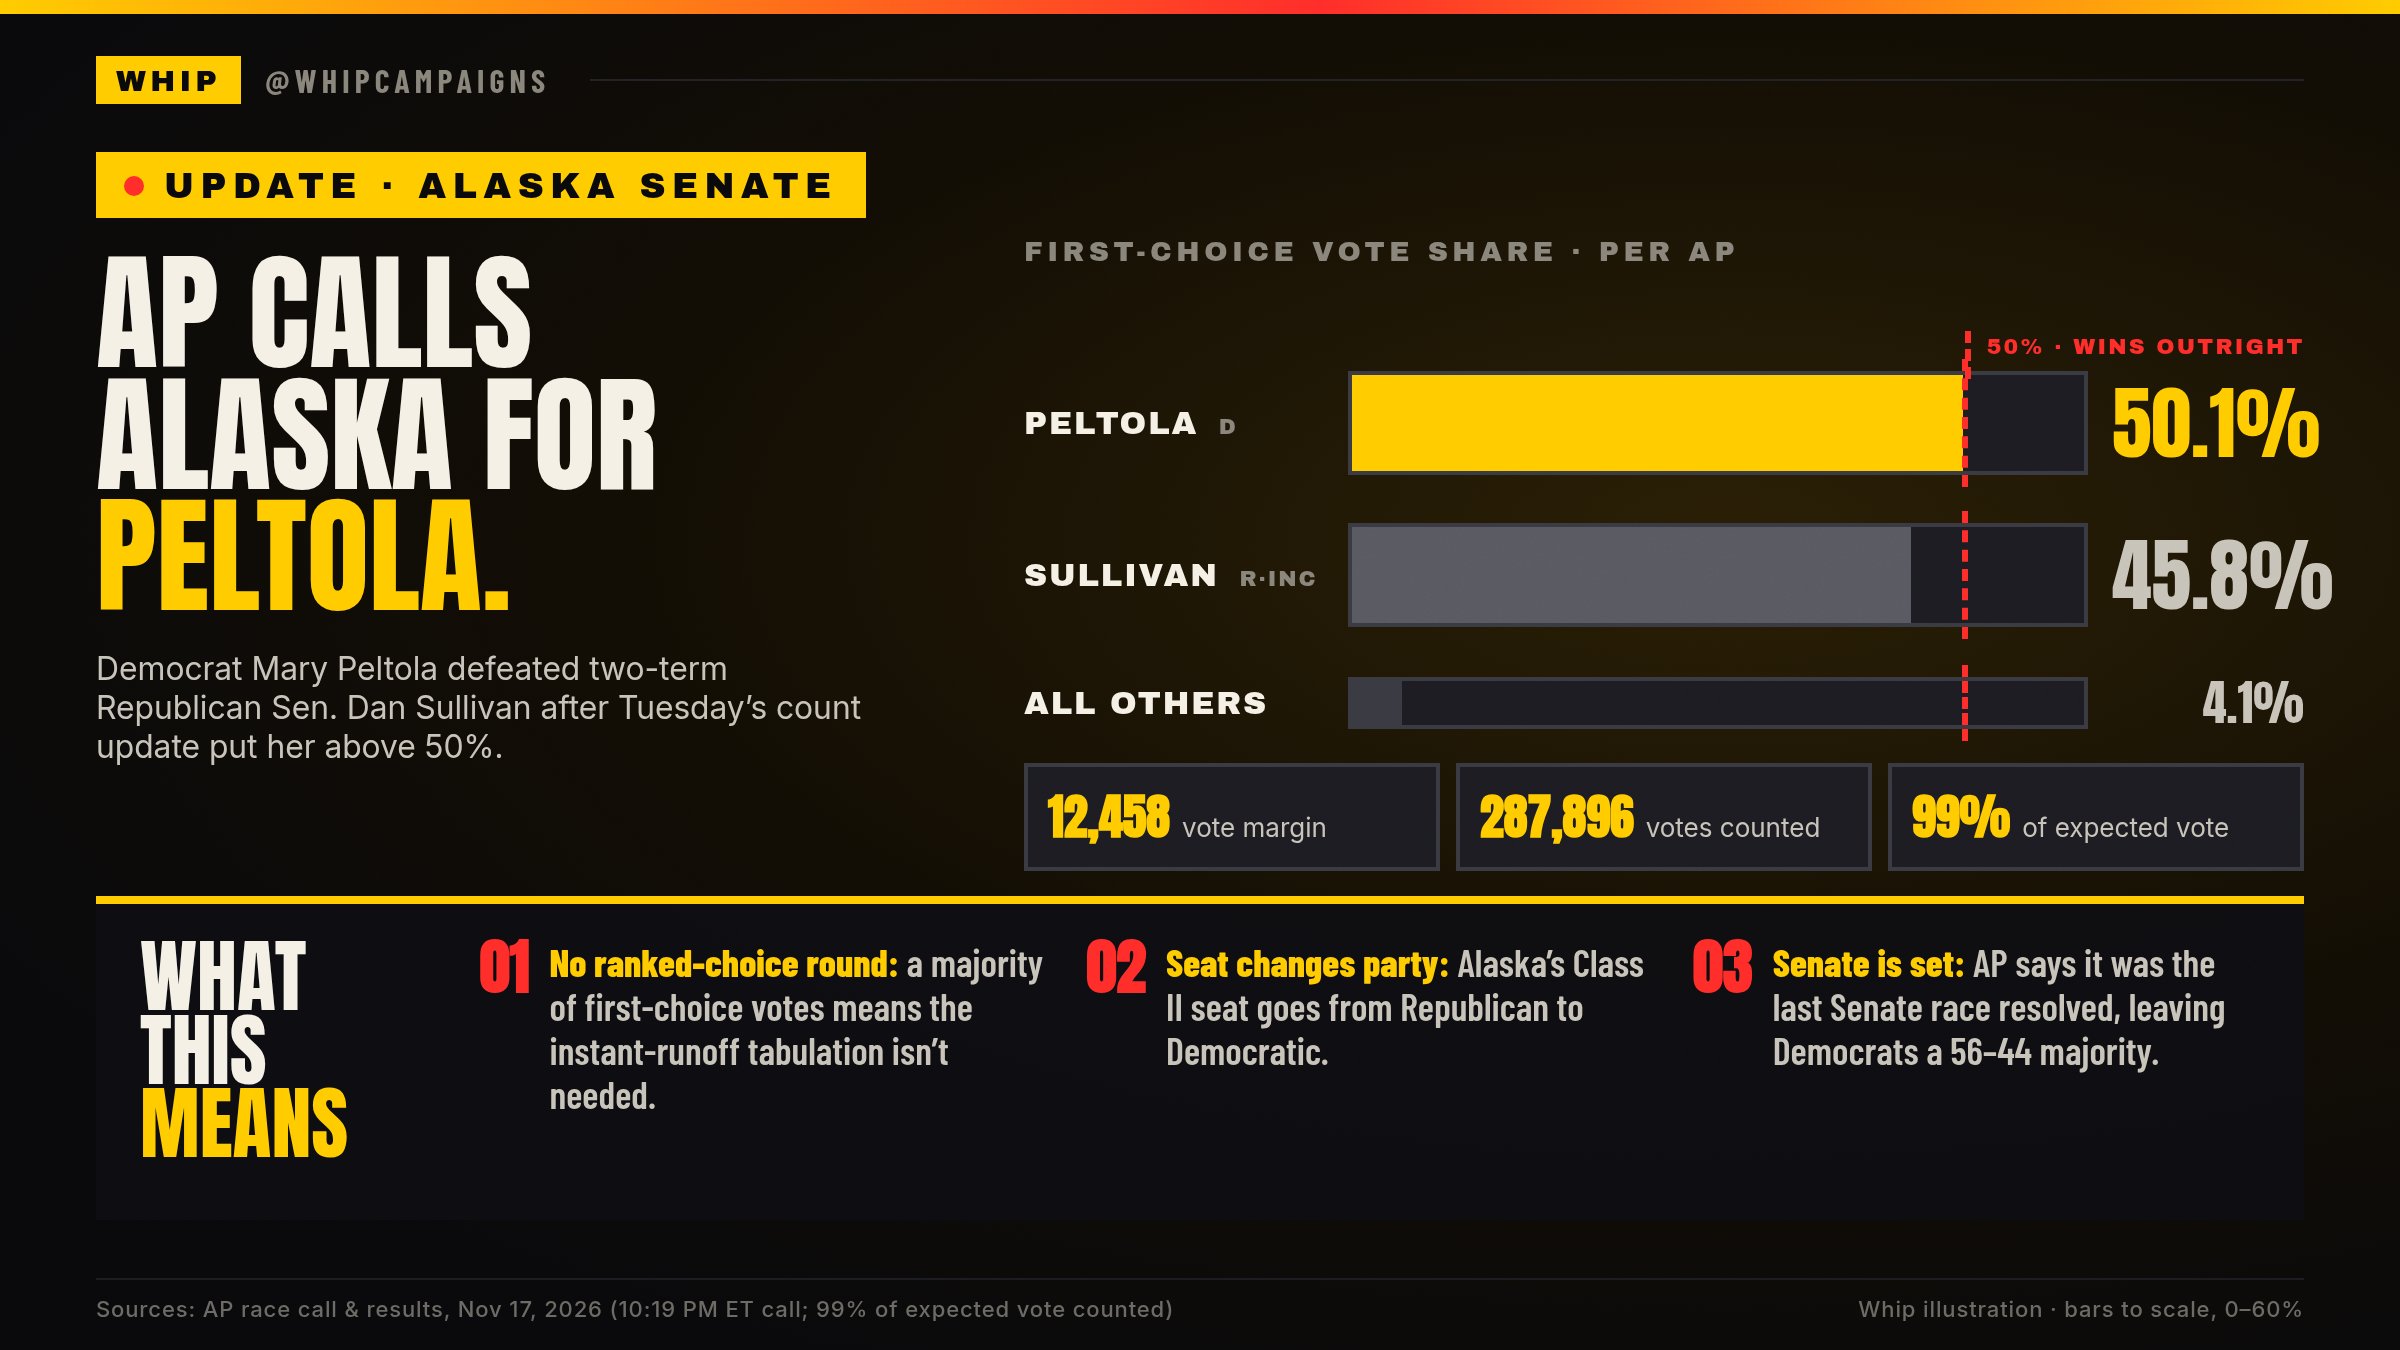 WHIP @WHIPCAMPAIGNS
UPDATE · ALASKA SENATE
AP CALLS
ALASKA FOR
PELTOLA.
Democrat Mary Peltola defeated two-term
Republican Sen. Dan Sullivan after Tuesday’s count
update put her above 50%.
FIRST-CHOICE VOTE SHARE · PER AP
50% · WINS OUTRIGHT
PELTOLA D 50.1%
SULLIVAN R·INC 45.8%
ALL OTHERS 4.1%
12,458 vote margin
287,896 votes counted
99% of expected vote
WHAT
THIS
MEANS
01 No ranked-choice round: a majority
of first-choice votes means the
instant-runoff tabulation isn’t
needed.
02 Seat changes party: Alaska’s Class
II seat goes from Republican to
Democratic.
03 Senate is set: AP says it was the
last Senate race resolved, leaving
Democrats a 56–44 majority.
Sources: AP race call & results, Nov 17, 2026 (10:19 PM ET call; 99% of expected vote counted)
Whip illustration · bars to scale, 0–60%